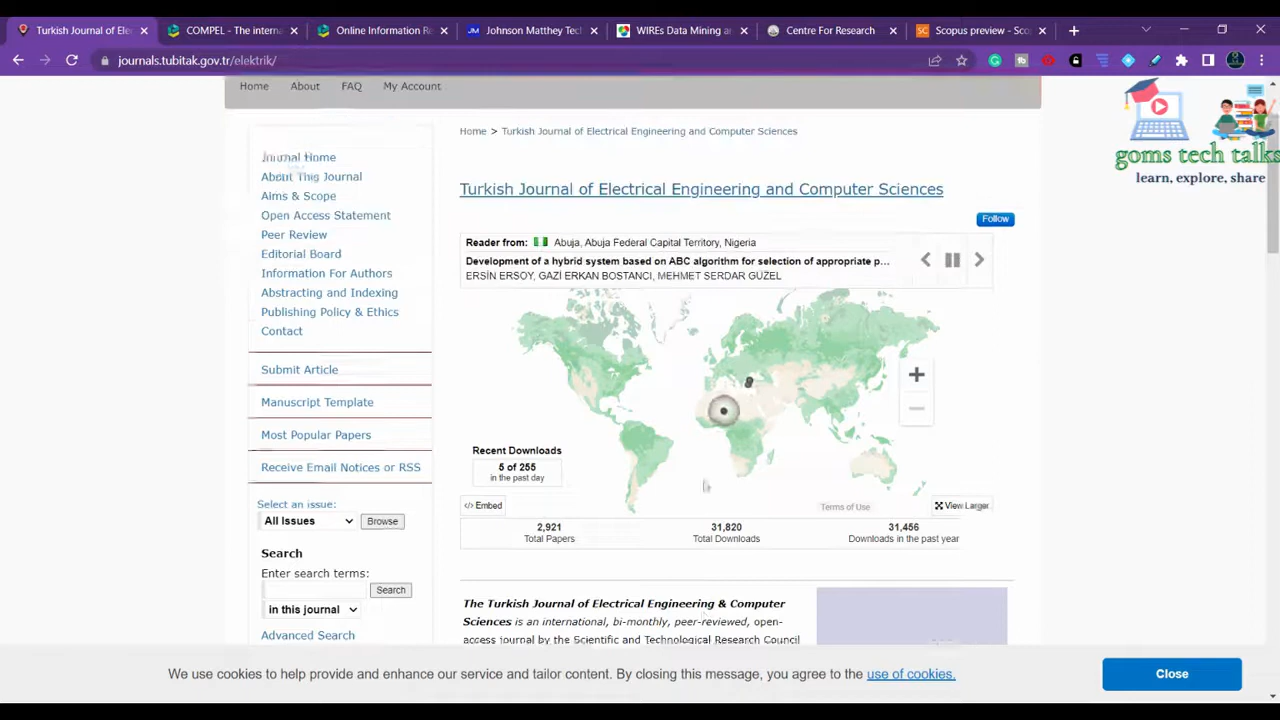 Turkish Journal of Ele
COMPEL - The interna
Online Information Re
Johnson Matthey Tech
WIREs Data Mining an
Centre For Research
Scopus preview - Sco
journals.tubitak.gov.tr/elektrik/
Home
About
FAQ
My Account
goms tech talks
learn, explore, share
Home > Turkish Journal of Electrical Engineering and Computer Sciences
Journal Home
About This Journal
Aims & Scope
Open Access Statement
Peer Review
Editorial Board
Information For Authors
Abstracting and Indexing
Publishing Policy & Ethics
Contact
Submit Article
Manuscript Template
Most Popular Papers
Receive Email Notices or RSS
Select an issue:
All Issues
Browse
Search
Enter search terms:
Search
in this journal
Advanced Search
Turkish Journal of Electrical Engineering and Computer Sciences
Follow
Reader from: Abuja, Abuja Federal Capital Territory, Nigeria
Development of a hybrid system based on ABC algorithm for selection of appropriate p...
ERSİN ERSOY, GAZİ ERKAN BOSTANCI, MEHMET SERDAR GÜZEL
Recent Downloads
5 of 255
in the past day
</> Embed
Terms of Use
View Larger
2,921
Total Papers
31,820
Total Downloads
31,456
Downloads in the past year
The Turkish Journal of Electrical Engineering & Computer
Sciences is an international, bi-monthly, peer-reviewed, open-
access journal by the Scientific and Technological Research Council
We use cookies to help provide and enhance our service and tailor content. By closing this message, you agree to the use of cookies.
Close